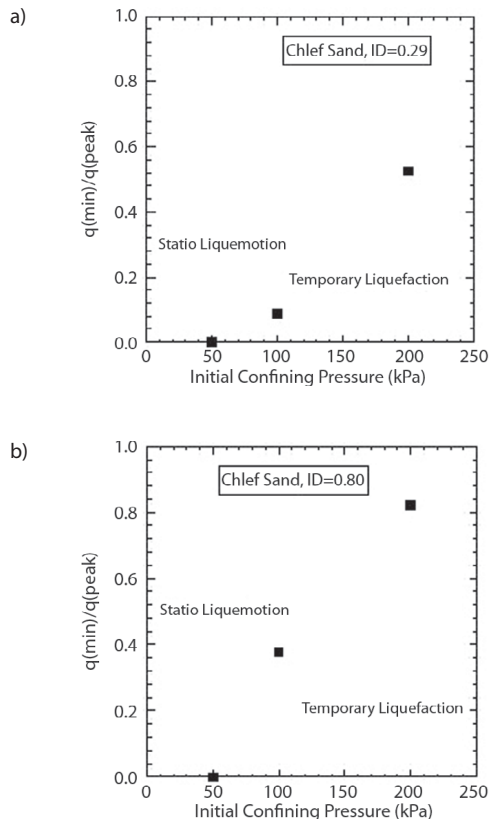 a)
1.0
Chlef Sand, ID=0.29
0.8
0.6
q(min)/q(peak)
0.4
Statio Liquemotion
0.2
Temporary Liquefaction
0.0
0 50 100 150 200 250
Initial Confining Pressure (kPa)
b)
1.0
Chlef Sand, ID=0.80
0.8
0.6
q(min)/q(peak)
Statio Liquemotion
0.4
0.2
Temporary Liquefaction
0.0
0 50 100 150 200 250
Initial Confining Pressure (kPa)